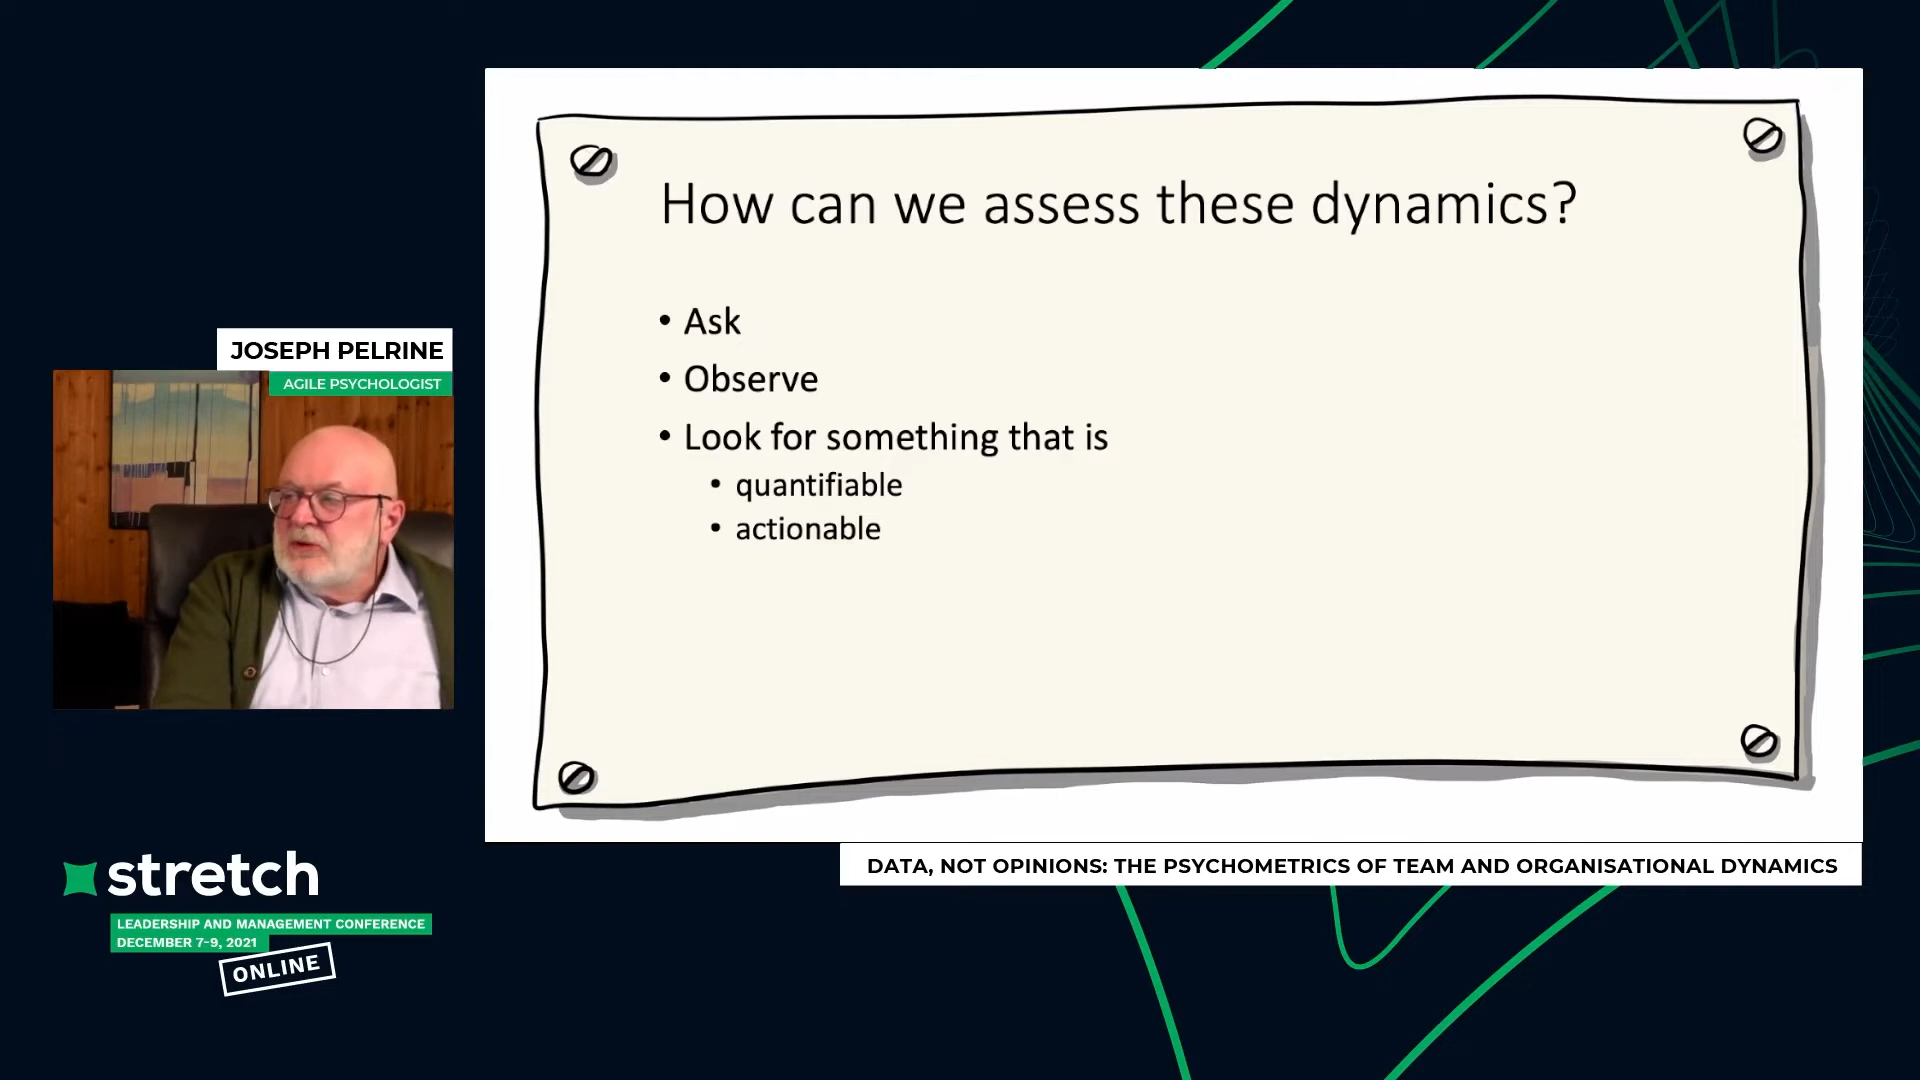 How can we assess these dynamics?
• Ask
• Observe
• Look for something that is
• quantifiable
• actionable
JOSEPH PELRINE
AGILE PSYCHOLOGIST
DATA, NOT OPINIONS: THE PSYCHOMETRICS OF TEAM AND ORGANISATIONAL DYNAMICS
stretch
LEADERSHIP AND MANAGEMENT CONFERENCE
DECEMBER 7-9, 2021
ONLINE